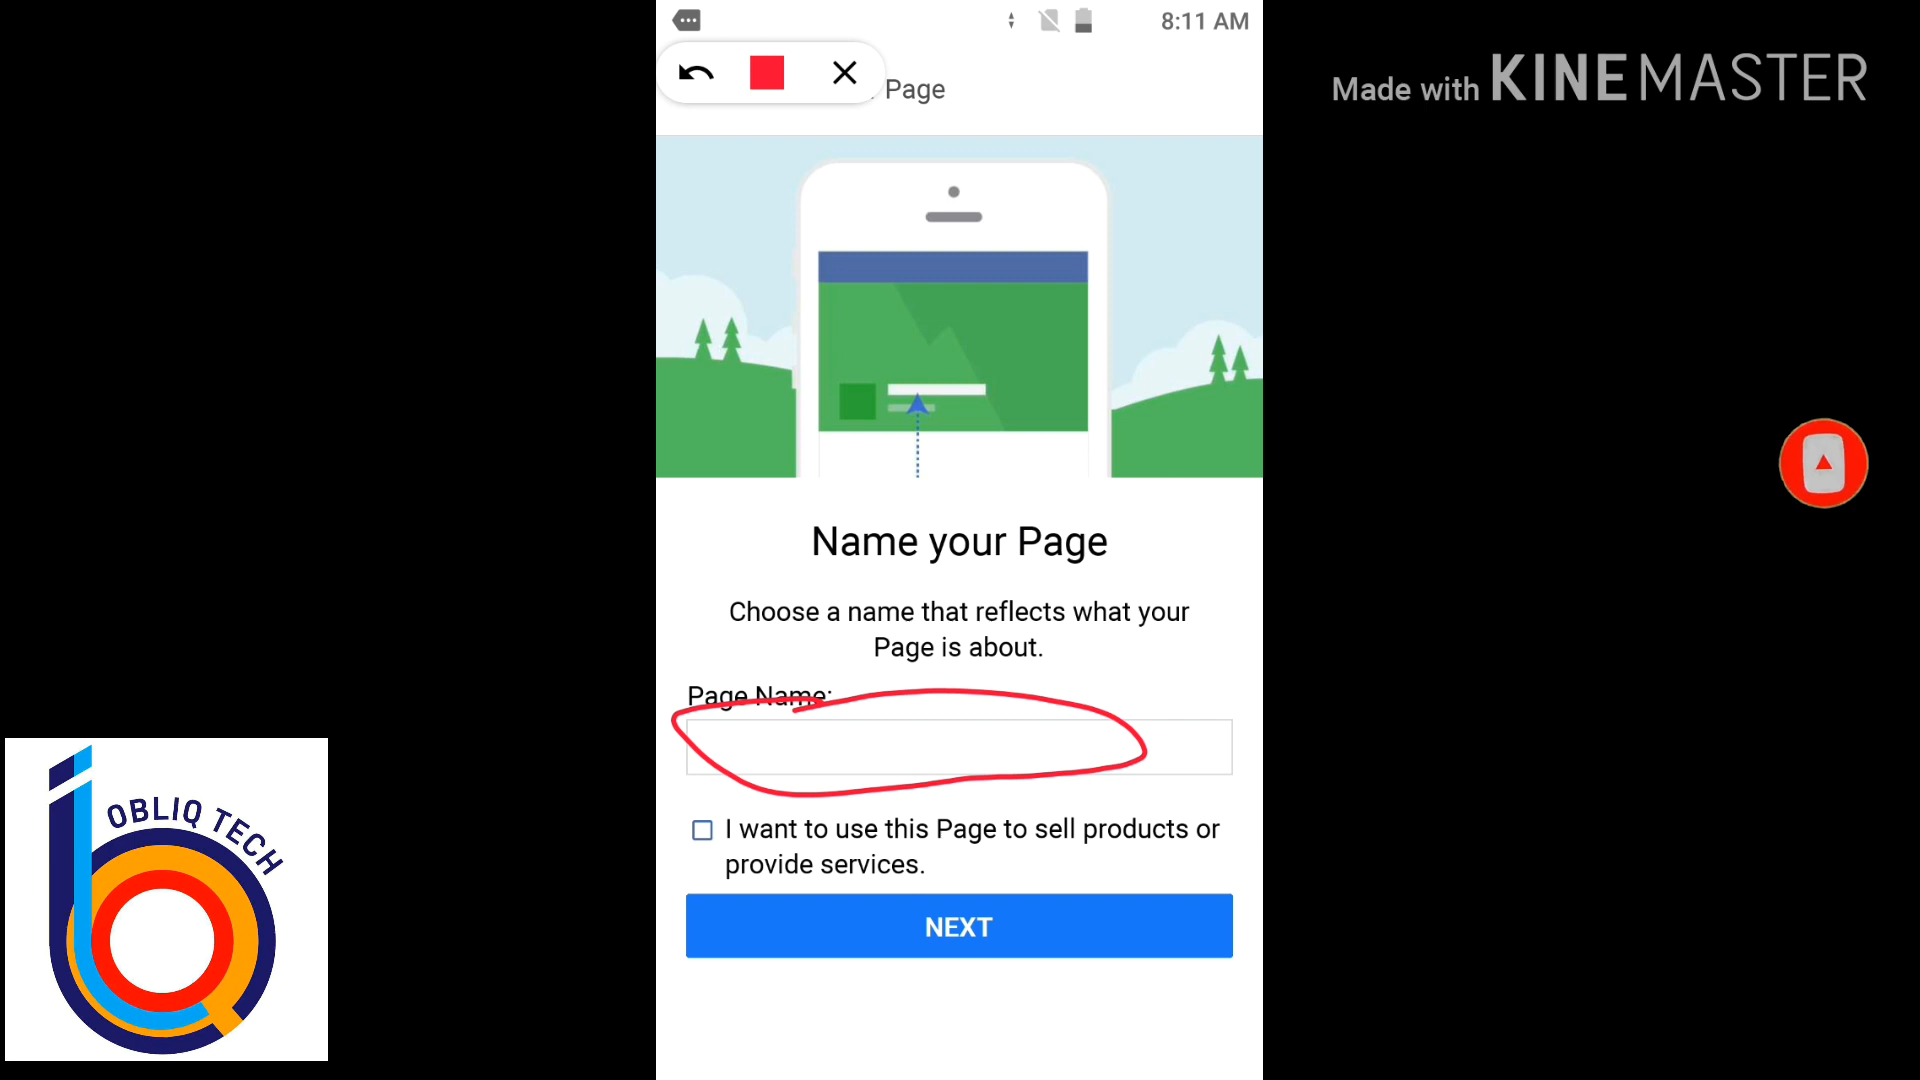 8:11 AM
Page
Made with KINEMASTER
Name your Page
Choose a name that reflects what your
Page is about.
Page Name:
I want to use this Page to sell products or
provide services.
NEXT
OBLIQ TECH